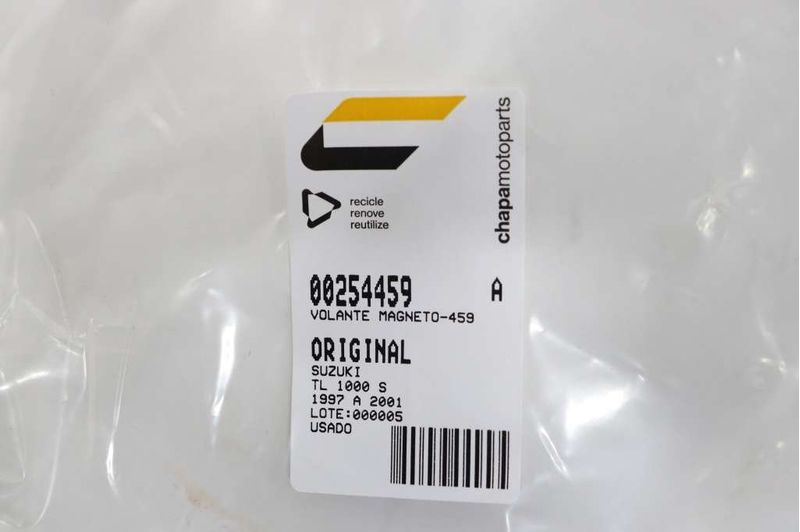 chapamotoparts
recicle
renove
reutilize
00254459 A
VOLANTE MAGNETO-459
ORIGINAL
SUZUKI
TL 1000 S
1997 A 2001
LOTE:000005
USADO